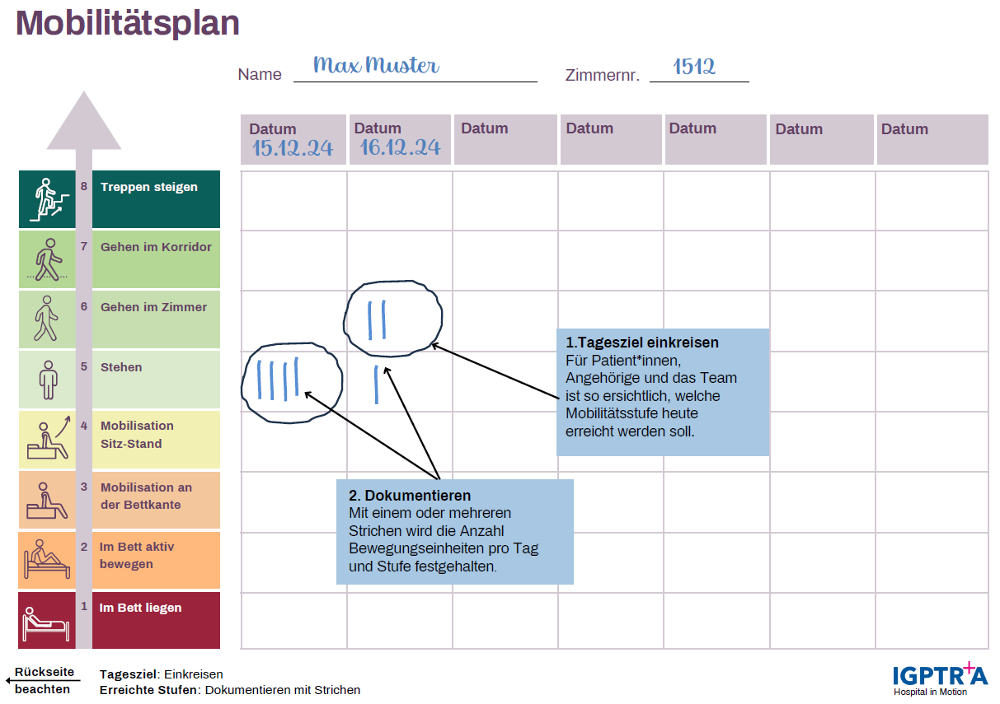 Mobilitätsplan
Name Max Muster Zimmernr. 1512
Datum Datum Datum Datum Datum Datum Datum
15.12.24 16.12.24
8 Treppen steigen
7 Gehen im Korridor
6 Gehen im Zimmer
5 Stehen
4 Mobilisation
Sitz-Stand
3 Mobilisation an
der Bettkante
2 Im Bett aktiv
bewegen
1 Im Bett liegen
1.Tagesziel einkreisen
Für Patient*innen,
Angehörige und das Team
ist so ersichtlich, welche
Mobilitätsstufe heute
erreicht werden soll.
2. Dokumentieren
Mit einem oder mehreren
Strichen wird die Anzahl
Bewegungseinheiten pro Tag
und Stufe festgehalten.
Rückseite
beachten
Tagesziel: Einkreisen
Erreichte Stufen: Dokumentieren mit Strichen
IGPTR+A
Hospital in Motion